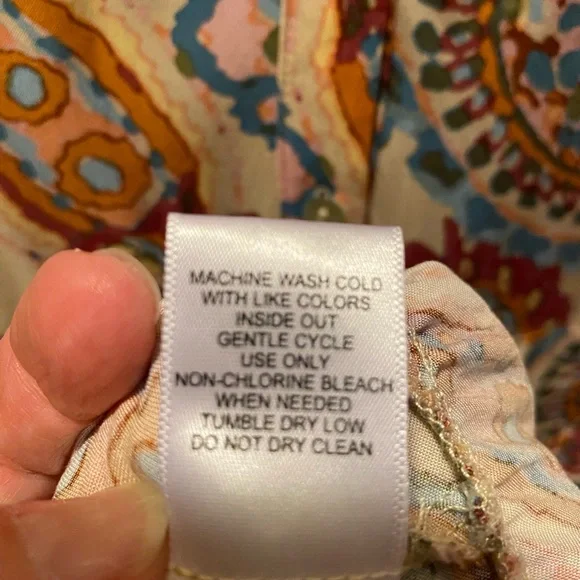 MACHINE WASH COLD
WITH LIKE COLORS
INSIDE OUT
GENTLE CYCLE
USE ONLY
NON-CHLORINE BLEACH
WHEN NEEDED
TUMBLE DRY LOW
DO NOT DRY CLEAN